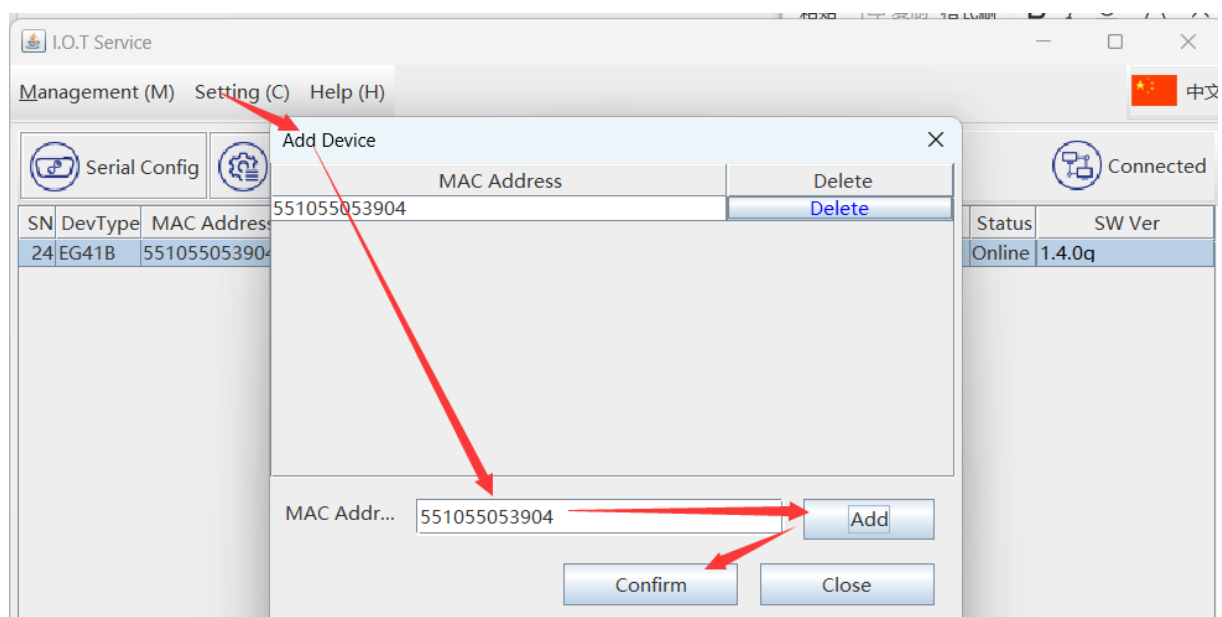 I.O.T Service
Management (M) Setting (C) Help (H) 中文
Add Device
Serial Config
Connected
MAC Address Delete
551055053904 Delete
SN DevType MAC Address Status SW Ver
24 EG41B 551055053904 Online 1.4.0q
MAC Addr... 551055053904 Add
Confirm Close